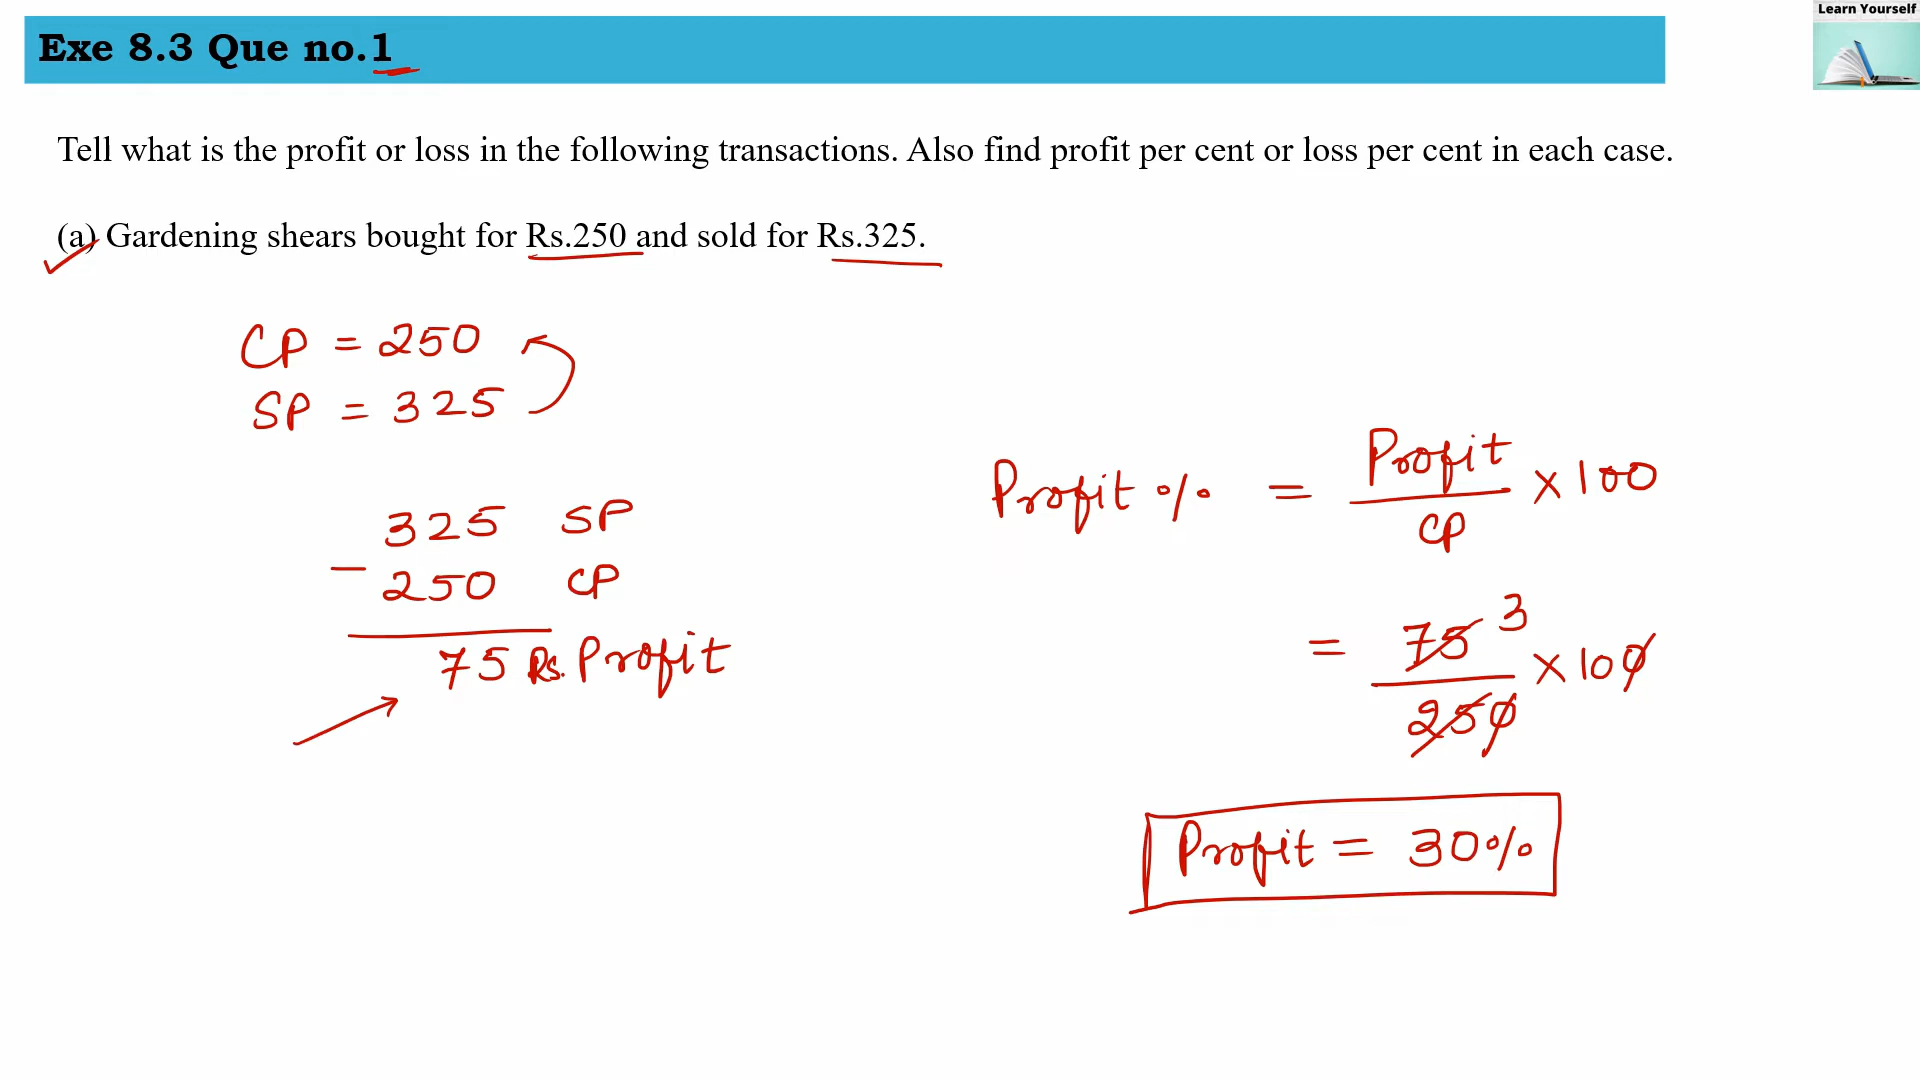 Learn Yourself
Exe 8.3 Que no.1
Tell what is the profit or loss in the following transactions. Also find profit per cent or loss per cent in each case.
(a) Gardening shears bought for Rs.250 and sold for Rs.325.
CP = 250
SP = 325
325 SP
- 250 CP
75 Rs. Profit
Profit % = Profit / CP × 100
= 75 3 / 250 × 100
Profit = 30%